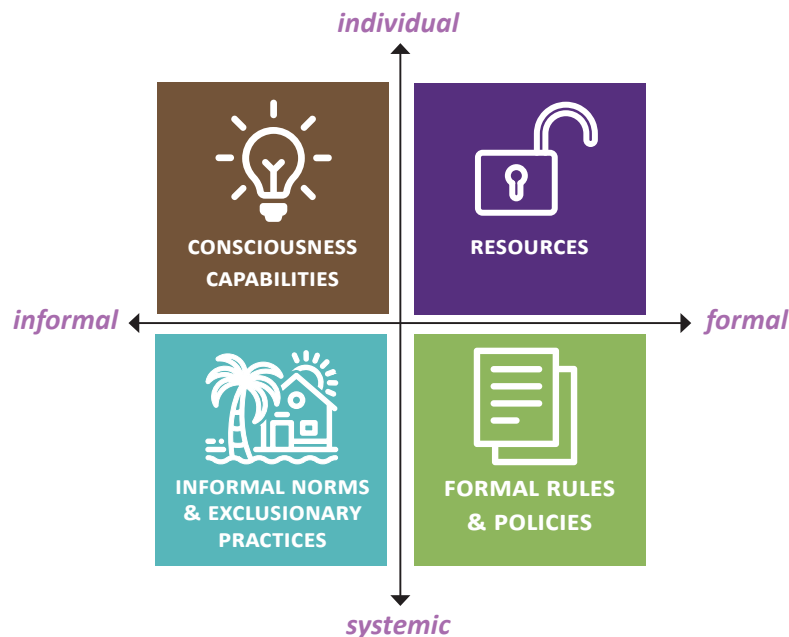 individual
CONSCIOUSNESS
CAPABILITIES
RESOURCES
informal
formal
INFORMAL NORMS
& EXCLUSIONARY
PRACTICES
FORMAL RULES
& POLICIES
systemic